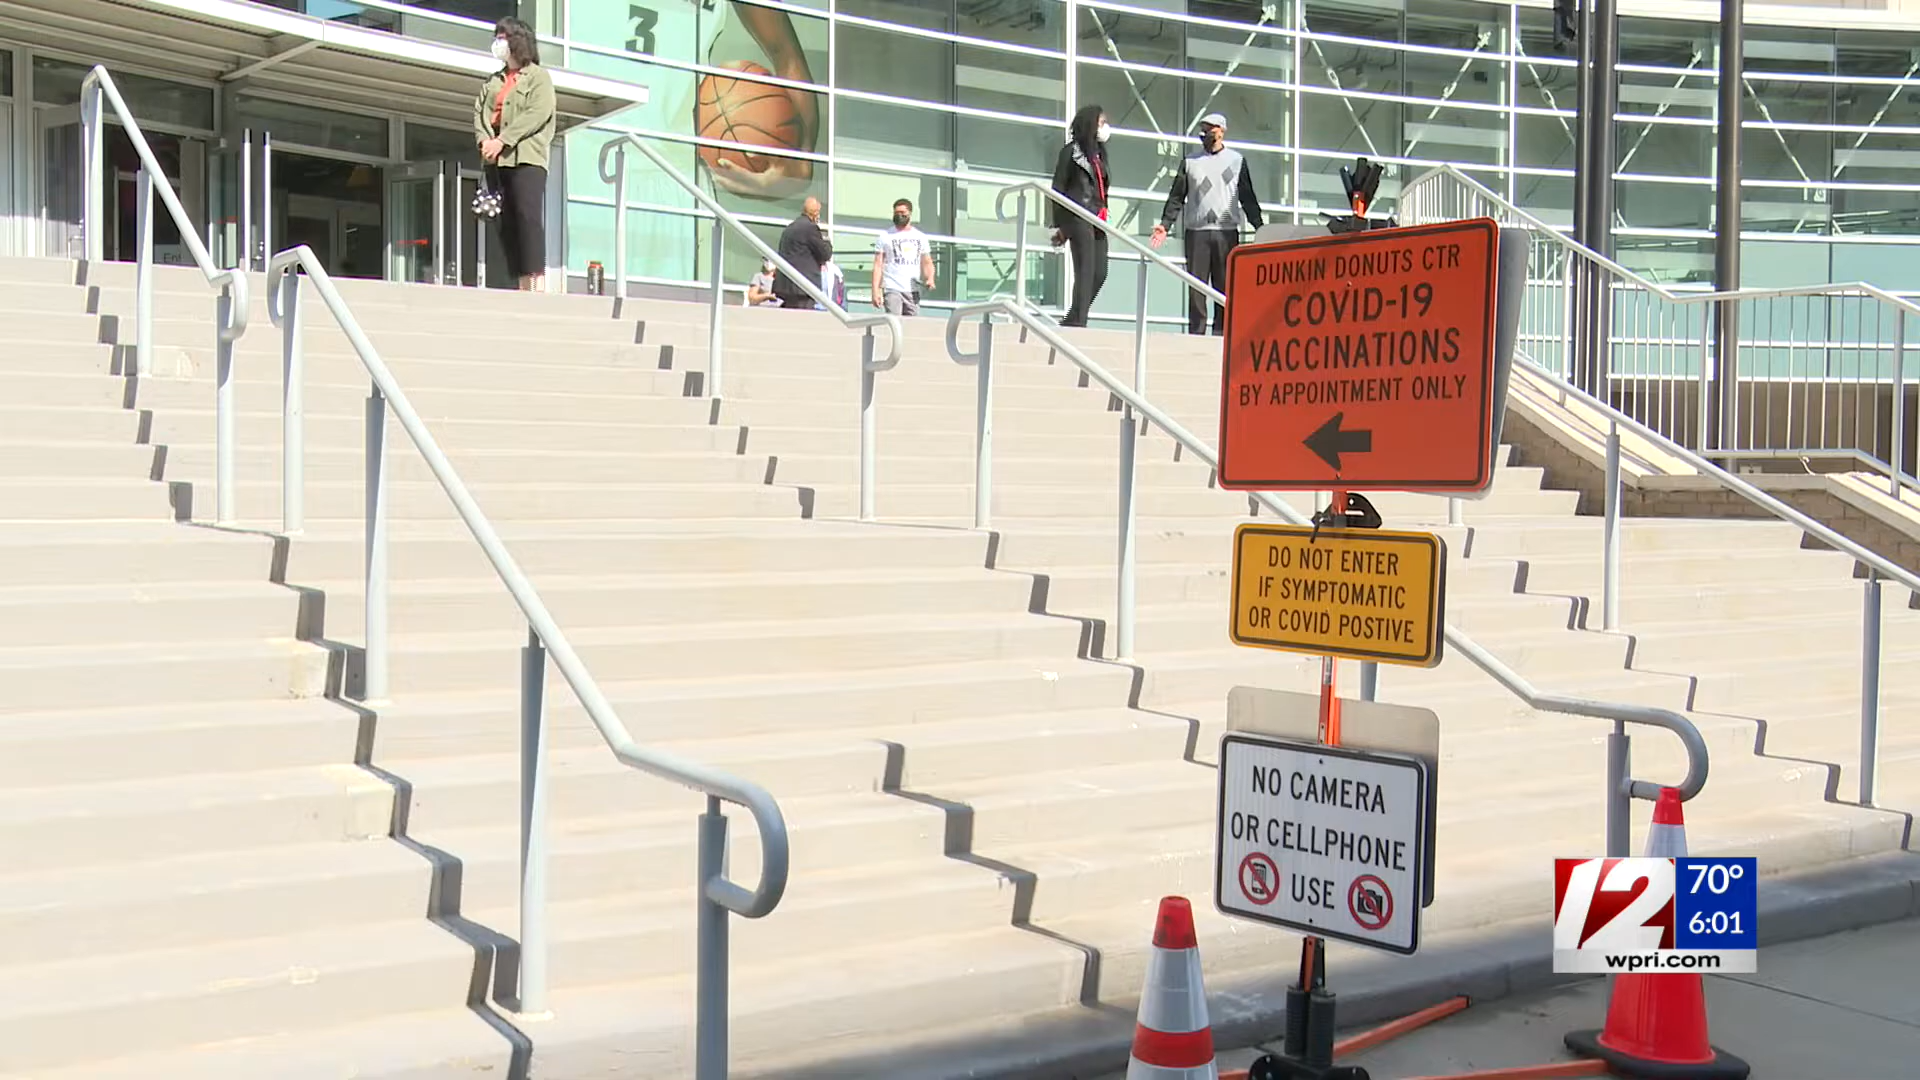 3
DUNKIN DONUTS CTR
COVID-19
VACCINATIONS
BY APPOINTMENT ONLY
DO NOT ENTER
IF SYMPTOMATIC
OR COVID POSTIVE
NO CAMERA
OR CELLPHONE
USE
12
70°
6:01
wpri.com